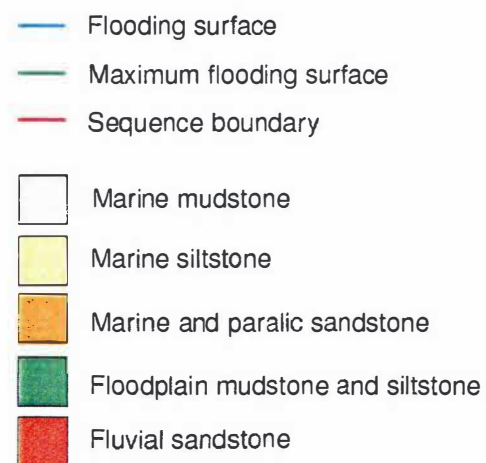 Flooding surface
Maximum flooding surface
Sequence boundary
Marine mudstone
Marine siltstone
Marine and paralic sandstone
Floodplain mudstone and siltstone
Fluvial sandstone